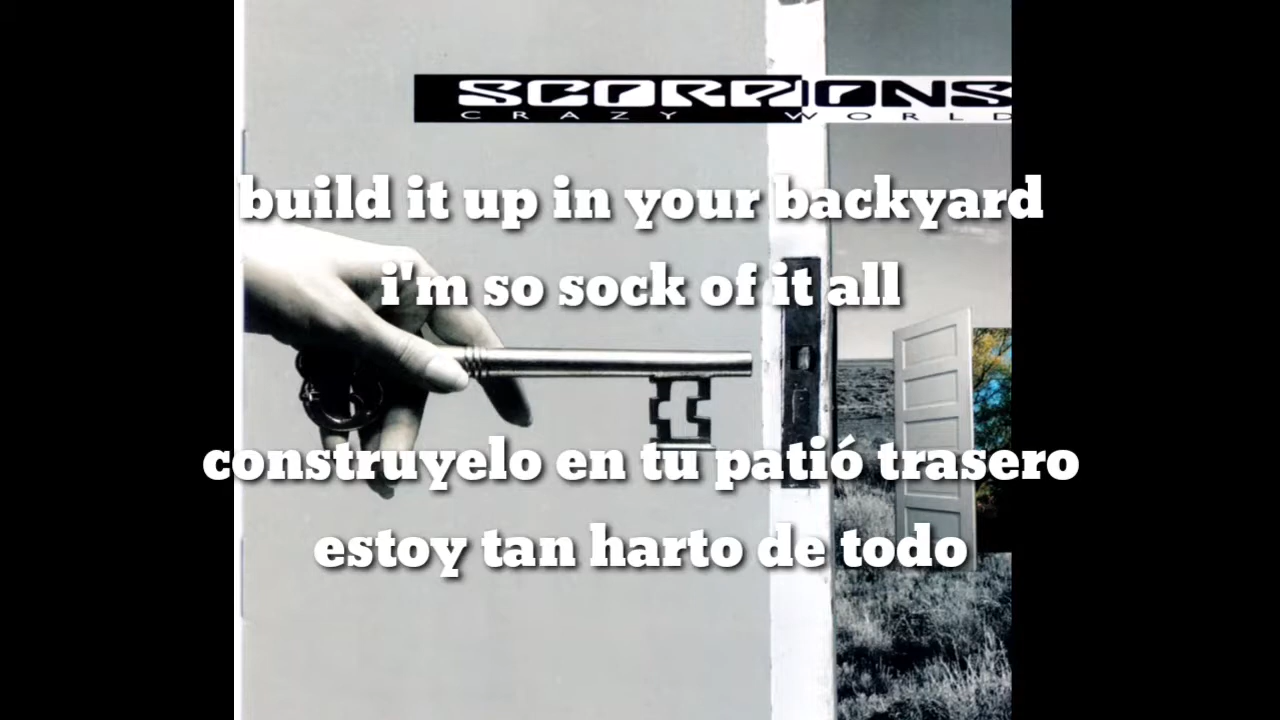 SCORPIONS
CRAZY WORLD
build it up in your backyard
i'm so sock of it all
construyelo en tu patió trasero
estoy tan harto de todo